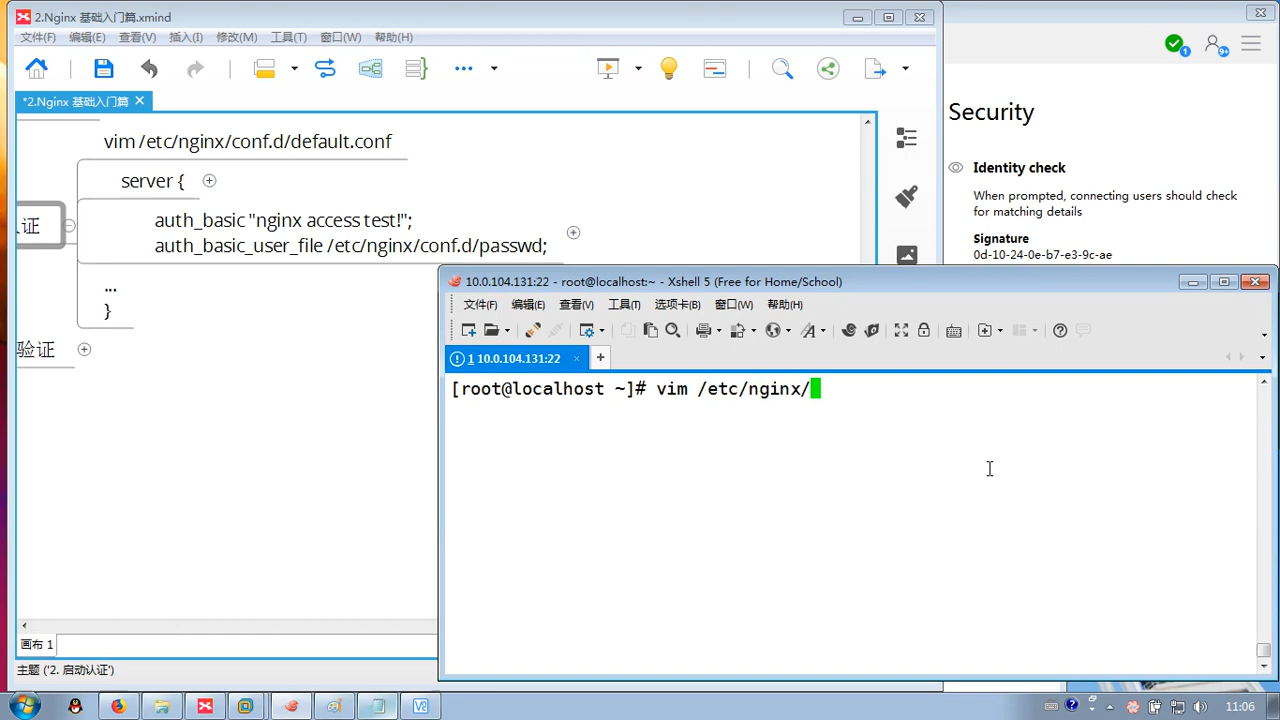 2.Nginx 基础入门篇.xmind
文件(F) 编辑(E) 查看(V) 插入(I) 修改(M) 工具(T) 窗口(W) 帮助(H)
*2.Nginx 基础入门篇
vim /etc/nginx/conf.d/default.conf
server {
auth_basic "nginx access test!";
auth_basic_user_file /etc/nginx/conf.d/passwd;
证
...
}
验证
画布 1
主题 ('2. 启动认证')
1
9+
Security
Identity check
When prompted, connecting users should check
for matching details
Signature
0d-10-24-0e-b7-e3-9c-ae
10.0.104.131:22 - root@localhost:~ - Xshell 5 (Free for Home/School)
文件(F) 编辑(E) 查看(V) 工具(T) 选项卡(B) 窗口(W) 帮助(H)
1 10.0.104.131:22
[root@localhost ~]# vim /etc/nginx/
11:06